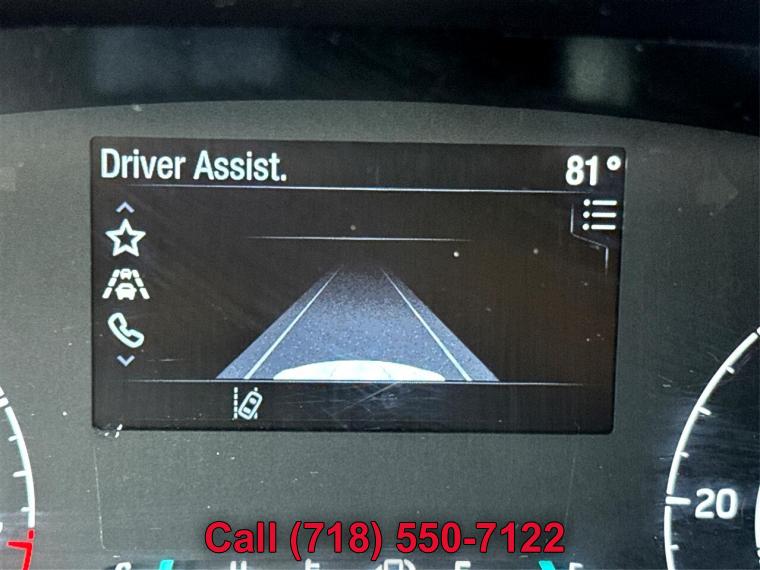 Driver Assist.
81°
20
Call (718) 550-7122